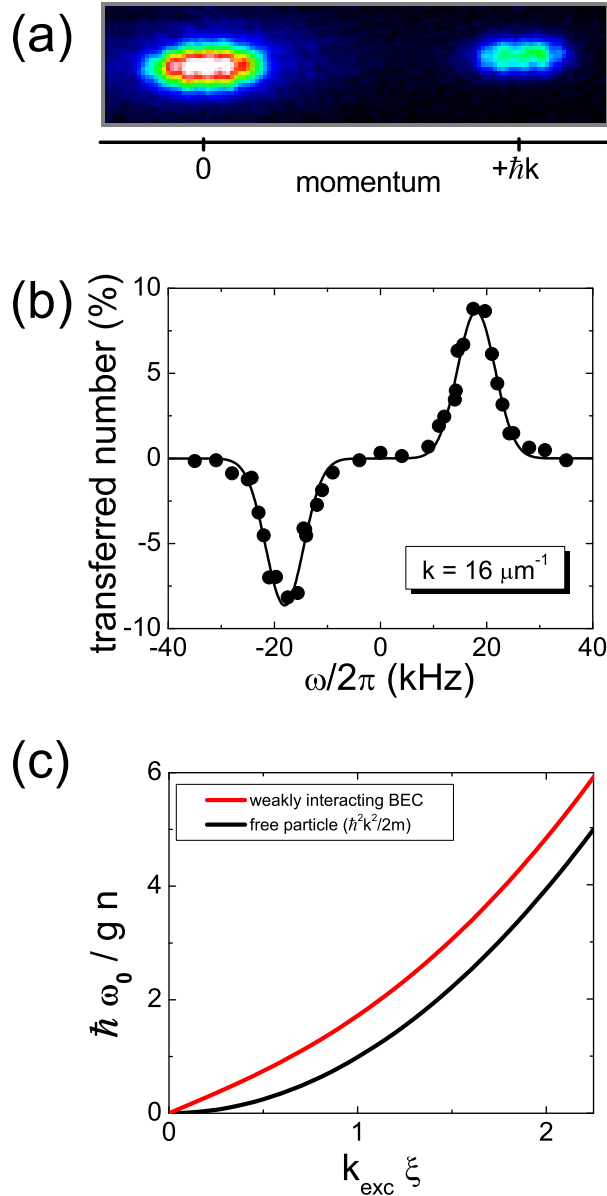 (a)
0
momentum
+ħk
(b)
transferred number (%)
10
5
0
-5
-10
k = 16 μm⁻¹
-40
-20
0
20
40
ω/2π (kHz)
(c)
ħ ω₀ / g n
6
4
2
0
weakly interacting BEC
free particle (ħ²k²/2m)
0
1
2
k_exc ξ